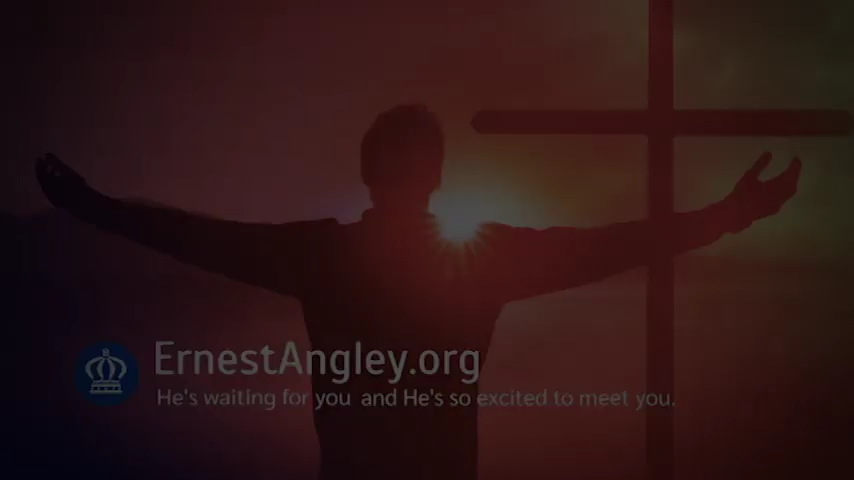 ErnestAngley.org
He's waiting for you and He's so excited to meet you.